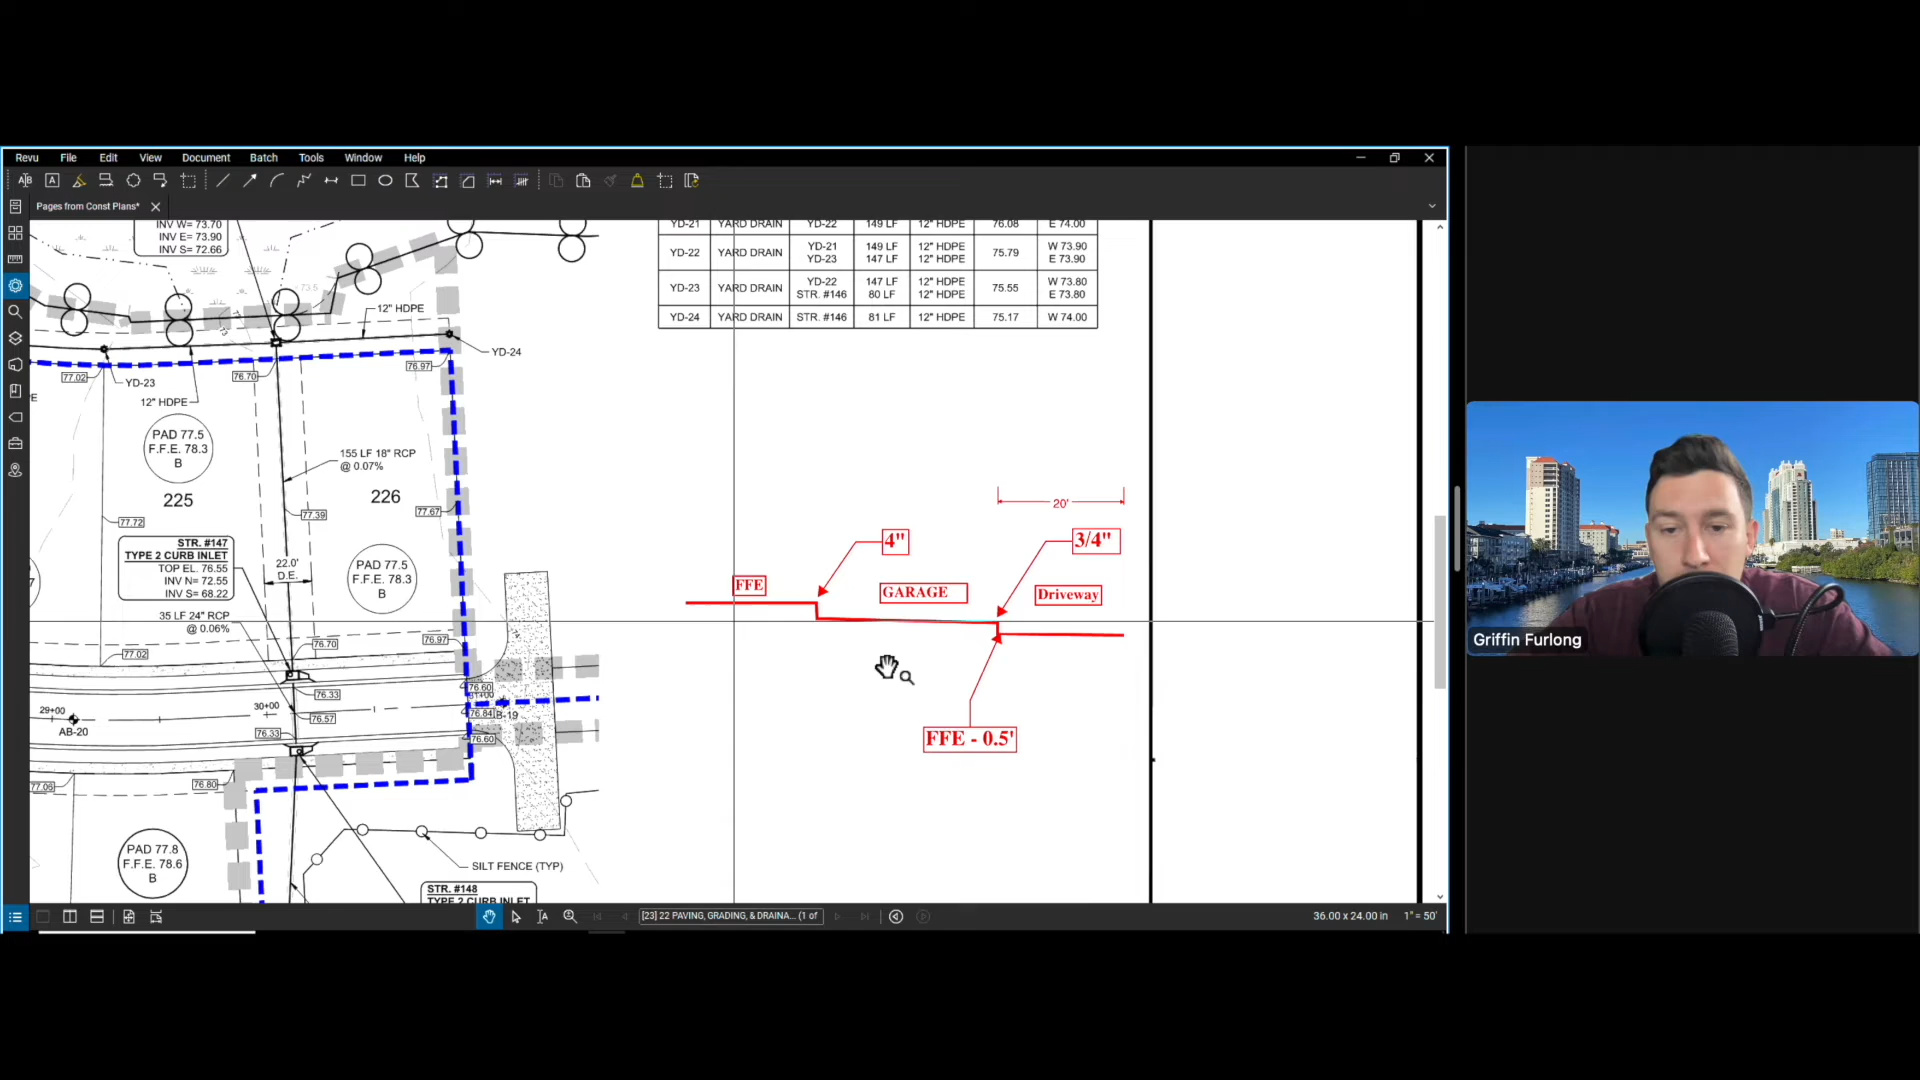 Revu File Edit View Document Batch Tools Window Help
Pages from Const Plans*
INV W= 73.70
INV E= 73.90
INV S= 72.66
12" HDPE
YD-24
77.02
YD-23
76.70
76.97
12" HDPE
PAD 77.5
F.F.E. 78.3
B
225
155 LF 18" RCP
@ 0.07%
226
77.72
77.39
77.67
STR. #147
TYPE 2 CURB INLET
TOP EL. 76.55
INV N= 72.55
INV S= 68.22
22.0'
D.E.
PAD 77.5
F.F.E. 78.3
B
35 LF 24" RCP
@ 0.06%
76.70
76.97
77.02
76.33
76.60
29+00
30+00
76.57
76.84
AB-20
76.33
76.60
77.06
76.80
PAD 77.8
F.F.E. 78.6
B
SILT FENCE (TYP)
STR. #148
TYPE 2 CURB INLET
YD-21 YARD DRAIN YD-22 149 LF 12" HDPE 76.08 E 74.00
YD-22 YARD DRAIN YD-21 149 LF 12" HDPE 75.79 W 73.90
YD-23 147 LF 12" HDPE E 73.90
YD-23 YARD DRAIN YD-22 147 LF 12" HDPE 75.55 W 73.80
STR. #146 80 LF 12" HDPE E 73.80
YD-24 YARD DRAIN STR. #146 81 LF 12" HDPE 75.17 W 74.00
20'
4"
3/4"
FFE
GARAGE
Driveway
FFE - 0.5'
Griffin Furlong
[23] 22 PAVING, GRADING, & DRAINA... (1 of
36.00 x 24.00 in 1" = 50'